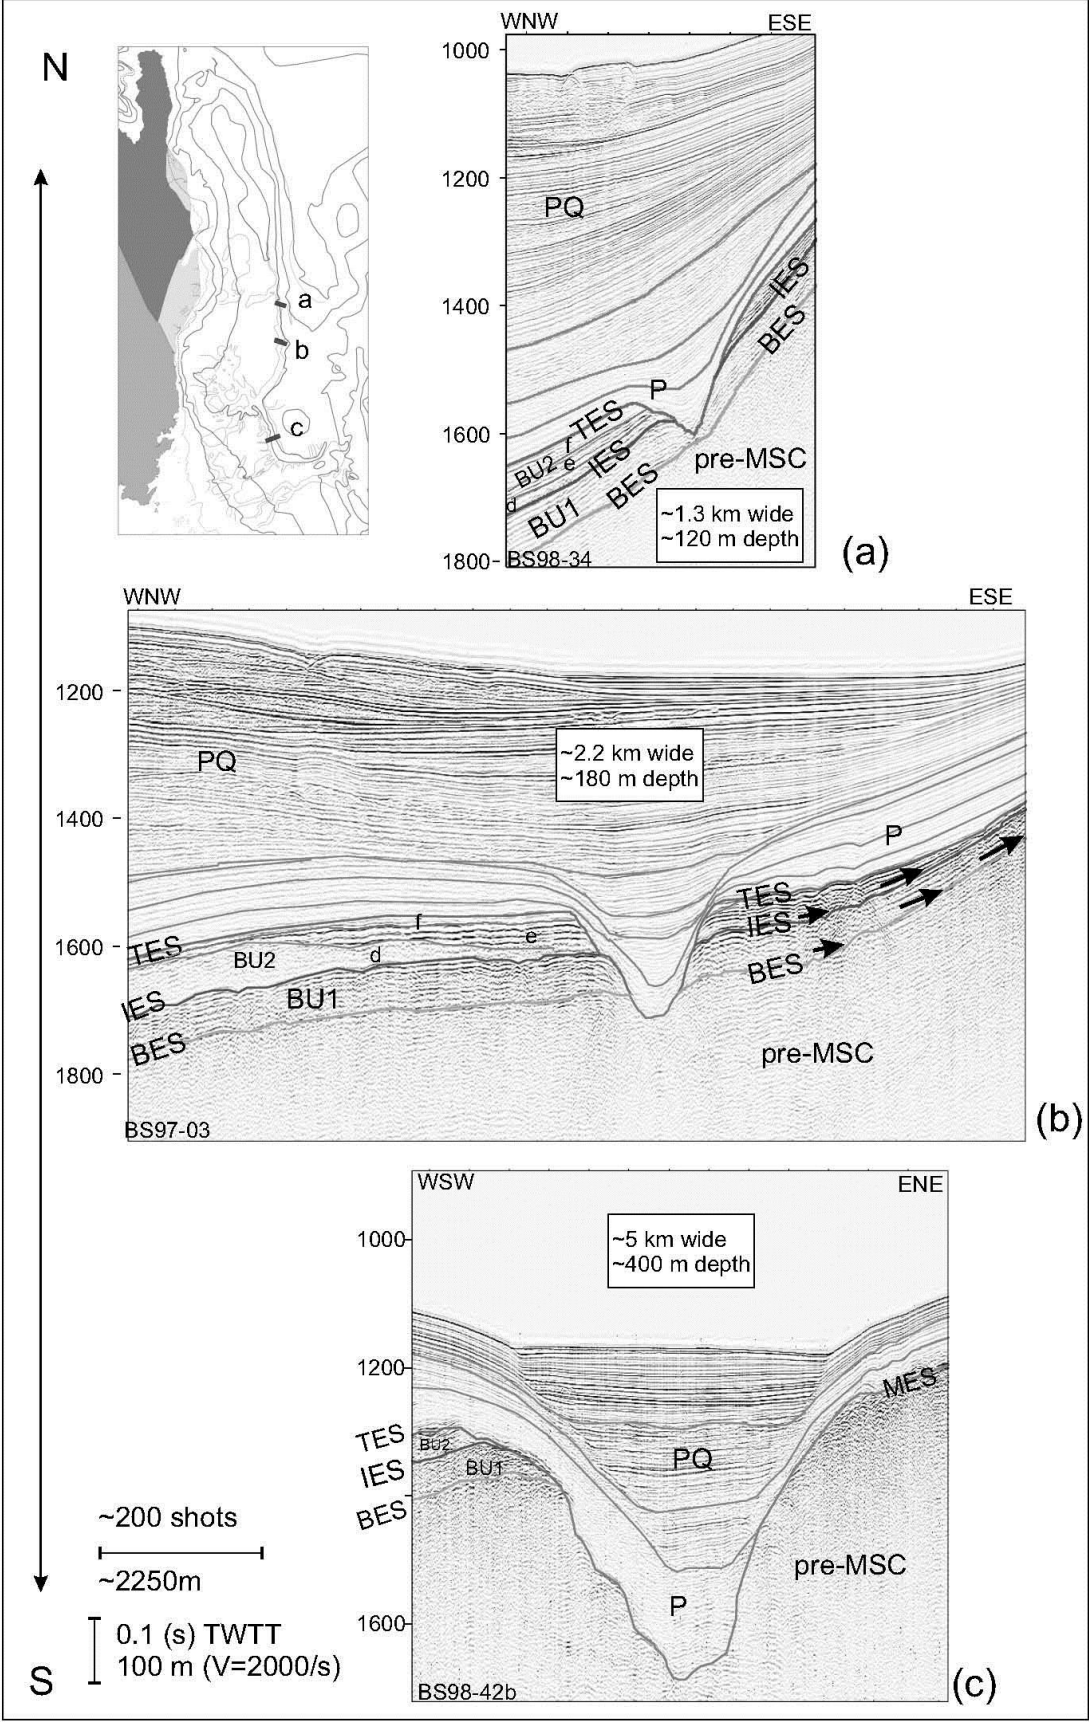 N
a
b
c
WNW
ESE
1000
1200
1400
1600
1800
PQ
IES
BES
P
TES
f
BU2
e
IES
BES
d
BU1
pre-MSC
~1.3 km wide
~120 m depth
BS98-34
(a)
WNW
ESE
1200
1400
1600
1800
PQ
~2.2 km wide
~180 m depth
P
TES
IES
BES
f
e
d
TES
BU2
IES
BU1
BES
pre-MSC
BS97-03
(b)
WSW
ENE
~5 km wide
~400 m depth
1000
1200
1600
MES
TES
BU2
IES
BU1
BES
PQ
pre-MSC
P
BS98-42b
(c)
~200 shots
~2250m
0.1 (s) TWTT
100 m (V=2000/s)
S